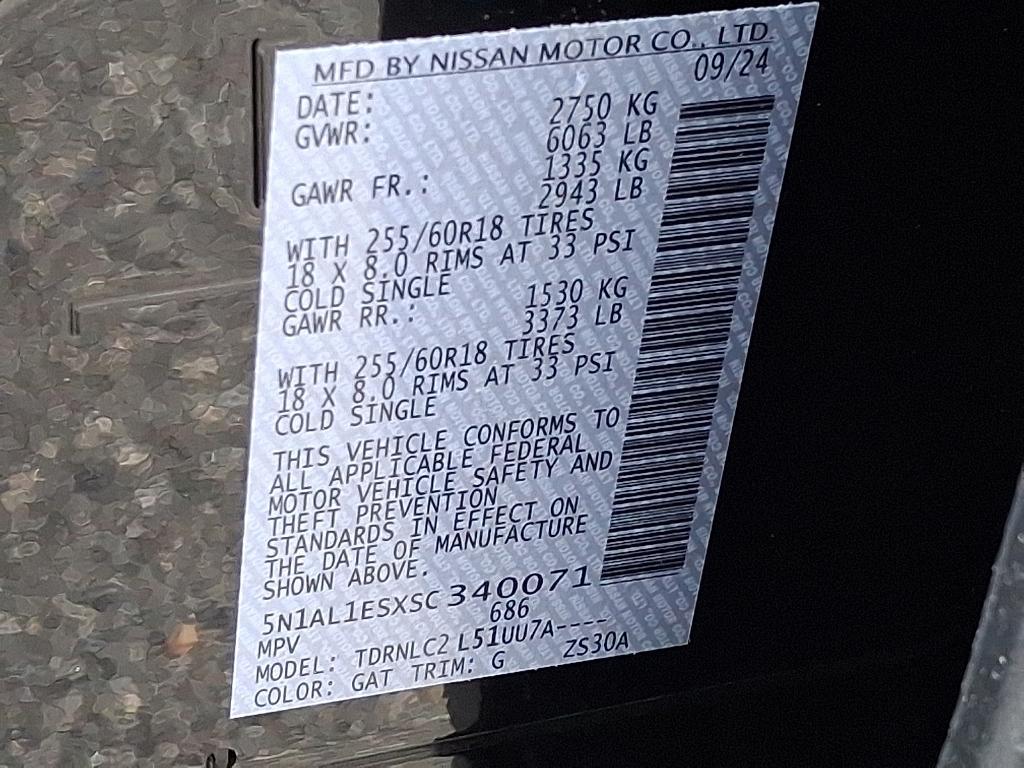 MFD BY NISSAN MOTOR CO., LTD.
DATE: 09/24
GVWR: 2750 KG
6063 LB
GAWR FR.: 1335 KG
2943 LB
WITH 255/60R18 TIRES
18 X 8.0 RIMS AT 33 PSI
COLD SINGLE
GAWR RR.: 1530 KG
3373 LB
WITH 255/60R18 TIRES
18 X 8.0 RIMS AT 33 PSI
COLD SINGLE
THIS VEHICLE CONFORMS TO
ALL APPLICABLE FEDERAL
MOTOR VEHICLE SAFETY AND
THEFT PREVENTION
STANDARDS IN EFFECT ON
THE DATE OF MANUFACTURE
SHOWN ABOVE.
5N1AL1ESXSC340071
MPV 686
MODEL: TDRNLC2 L51UU7A----
COLOR: GAT TRIM: G ZS30A